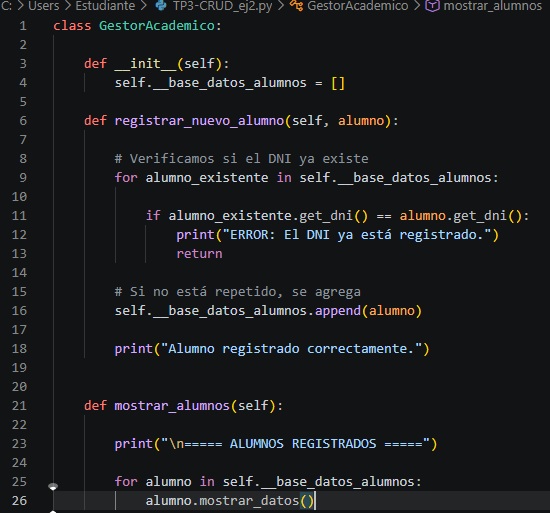 C: > Users > Estudiante > TP3-CRUD_ej2.py > GestorAcademico > mostrar_alumnos
1 class GestorAcademico:
2
3     def __init__(self):
4         self.__base_datos_alumnos = []
5
6     def registrar_nuevo_alumno(self, alumno):
7
8         # Verificamos si el DNI ya existe
9         for alumno_existente in self.__base_datos_alumnos:
10
11             if alumno_existente.get_dni() == alumno.get_dni():
12                 print("ERROR: El DNI ya está registrado.")
13                 return
14
15         # Si no está repetido, se agrega
16         self.__base_datos_alumnos.append(alumno)
17
18         print("Alumno registrado correctamente.")
19
20
21     def mostrar_alumnos(self):
22
23         print("\n===== ALUMNOS REGISTRADOS =====")
24
25         for alumno in self.__base_datos_alumnos:
26             alumno.mostrar_datos()